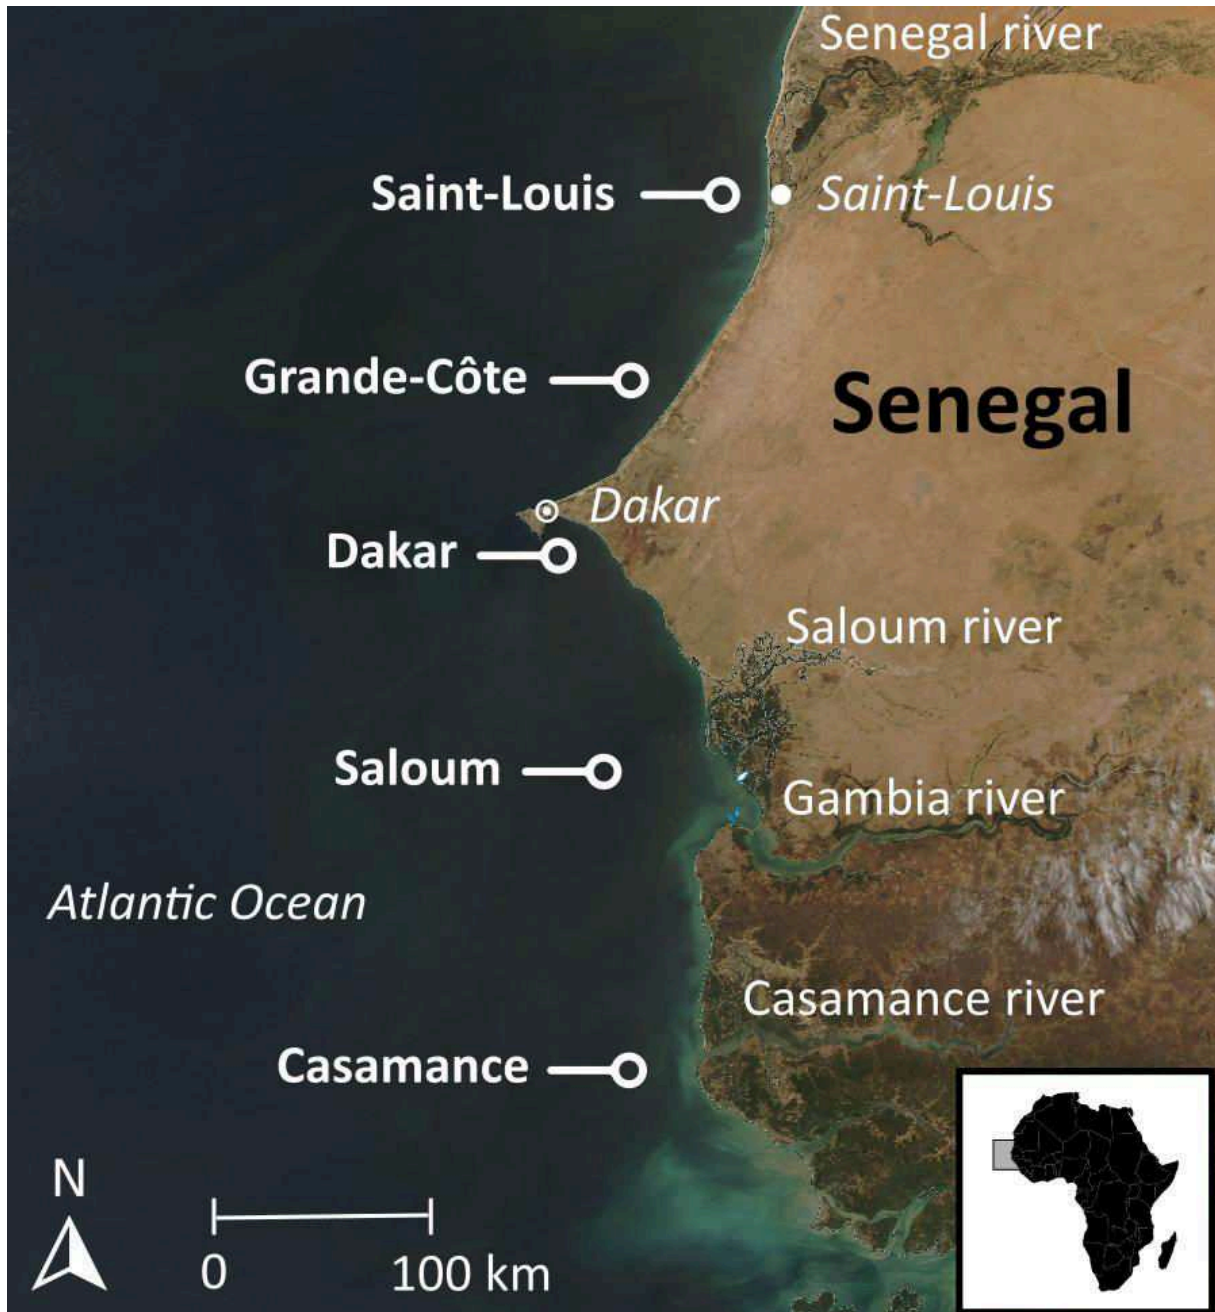 Senegal river
Saint-Louis
Saint-Louis
Grande-Côte
Senegal
Dakar
Dakar
Saloum river
Saloum
Gambia river
Atlantic Ocean
Casamance river
Casamance
N
0
100 km